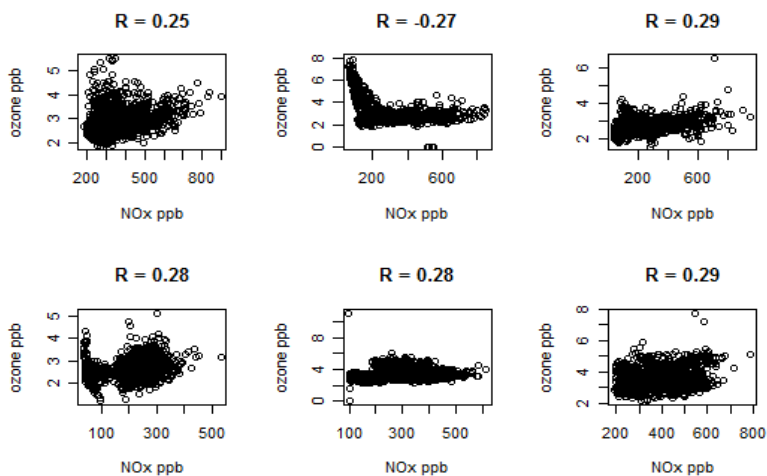 R = 0.25
ozone ppb
5
4
3
2
200 400 600 800
NOx ppb
R = -0.27
ozone ppb
8
6
4
2
0
200 600
NOx ppb
R = 0.29
ozone ppb
6
4
2
200 600
NOx ppb
R = 0.28
ozone ppb
5
4
3
2
100 300 500
NOx ppb
R = 0.28
ozone ppb
8
4
0
100 300 500
NOx ppb
R = 0.29
ozone ppb
8
6
4
2
200 400 600 800
NOx ppb